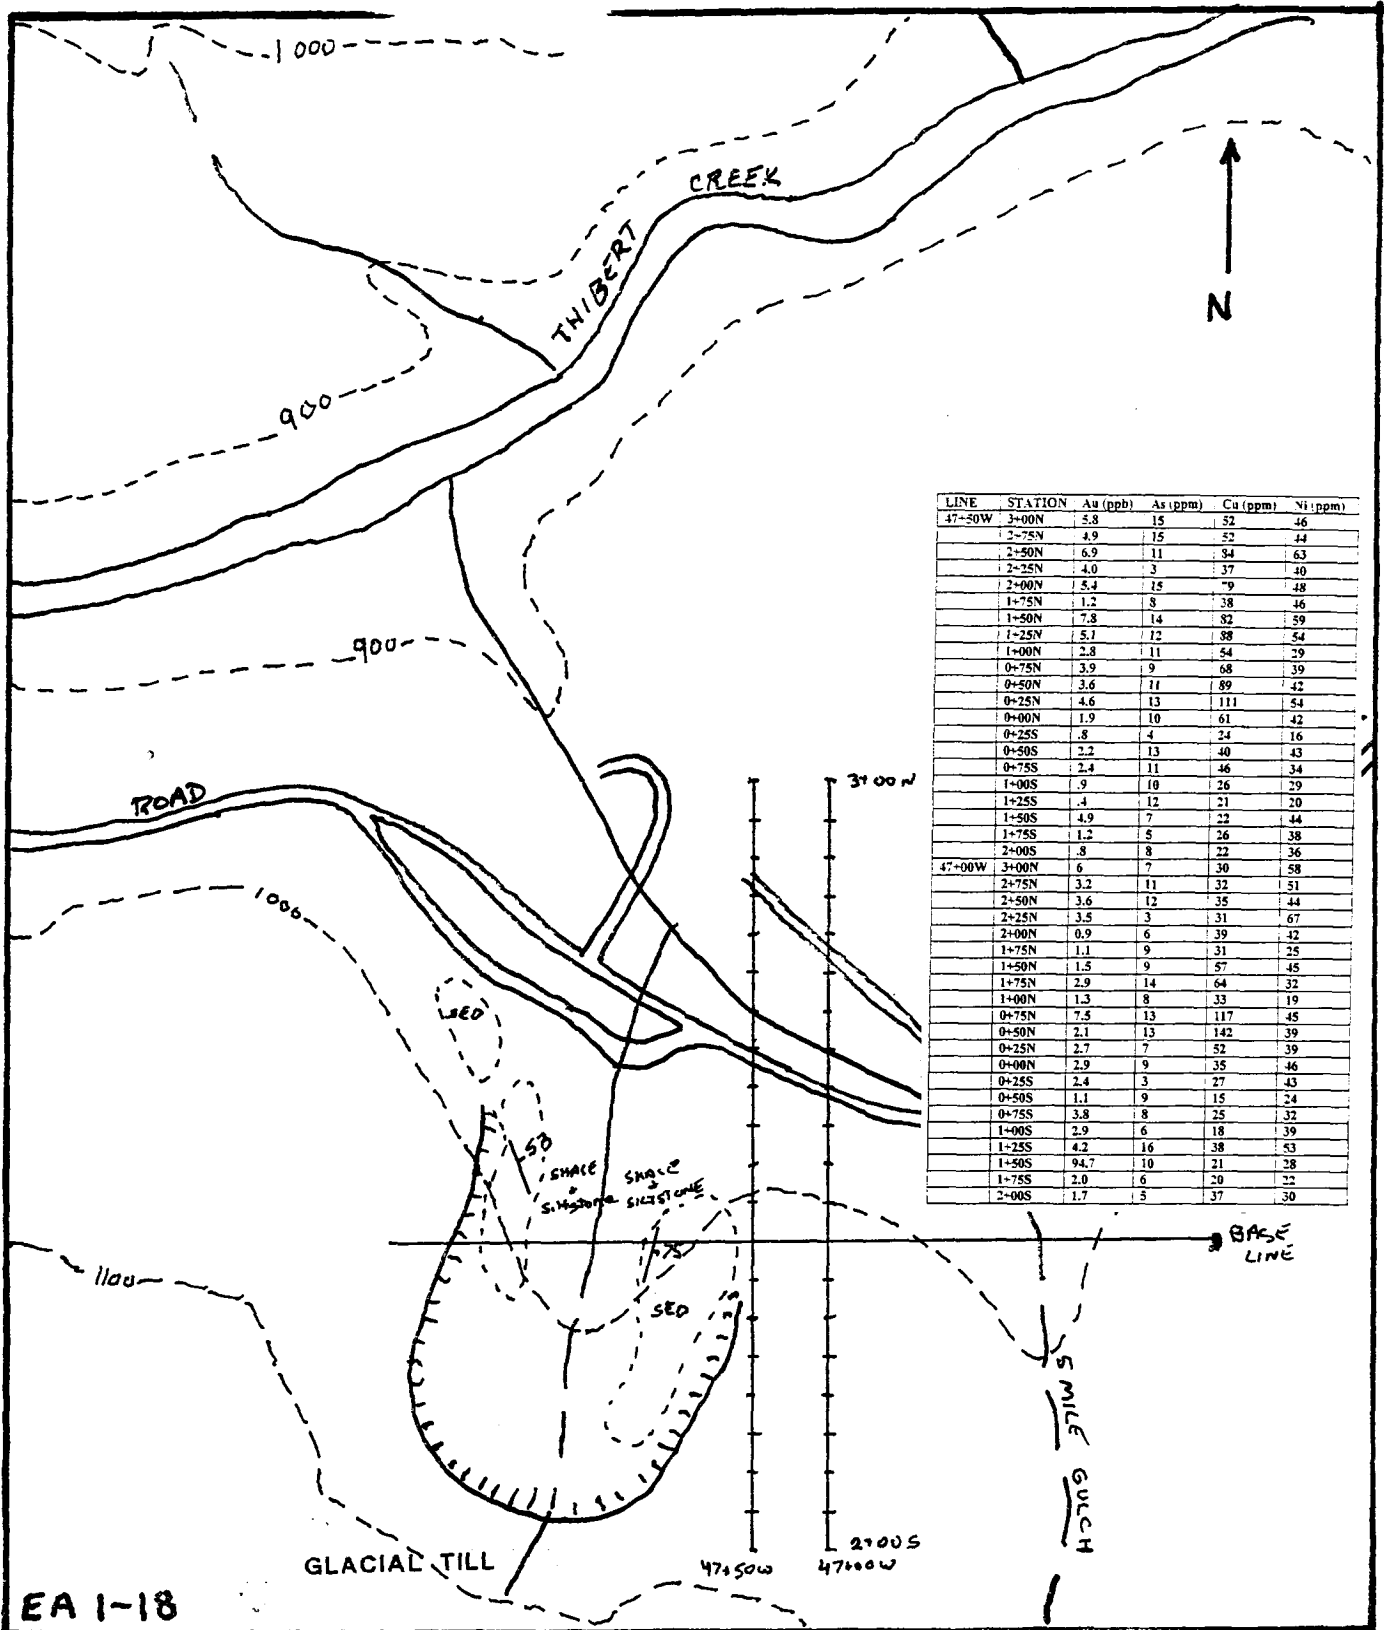 1000
CREEK
THIBERT
N
900
LINE STATION Au (ppb) As (ppm) Cu (ppm) Ni (ppm)
47+50W 3+00N 5.8 15 52 46
2+75N 4.9 15 52 44
2+50N 6.9 11 84 63
2+25N 4.0 3 37 40
2+00N 5.4 15 79 48
1+75N 1.2 8 38 46
1+50N 7.8 14 82 59
1+25N 5.1 12 88 54
1+00N 2.8 11 54 29
0+75N 3.9 9 68 39
0+50N 3.6 11 89 42
0+25N 4.6 13 111 54
0+00N 1.9 10 61 42
0+25S .8 4 24 16
0+50S 2.2 13 40 43
0+75S 2.4 11 46 34
1+00S .9 10 26 29
1+25S .4 12 21 20
1+50S 4.9 7 22 44
1+75S 1.2 5 26 38
2+00S .8 8 22 36
47+00W 3+00N 6 7 30 58
2+75N 3.2 11 32 51
2+50N 3.6 12 35 44
2+25N 3.5 3 31 67
2+00N 0.9 6 39 42
1+75N 1.1 9 31 25
1+50N 1.5 9 57 45
1+75N 2.9 14 64 32
1+00N 1.3 8 33 19
0+75N 7.5 13 117 45
0+50N 2.1 13 142 39
0+25N 2.7 7 52 39
0+00N 2.9 9 35 46
0+25S 2.4 3 27 43
0+50S 1.1 9 15 24
0+75S 3.8 8 25 32
1+00S 2.9 6 18 39
1+25S 4.2 16 38 53
1+50S 94.7 10 21 28
1+75S 2.0 6 20 22
2+00S 1.7 5 37 30
900
3+00N
ROAD
1000
SED
50
SHALE
+
SILTSTONE
SHALE
+
SILTSTONE
75
BASE
LINE
1100
SED
5 MILE GULCH
2+00S
47+50W
47+00W
GLACIAL TILL
EA 1-18